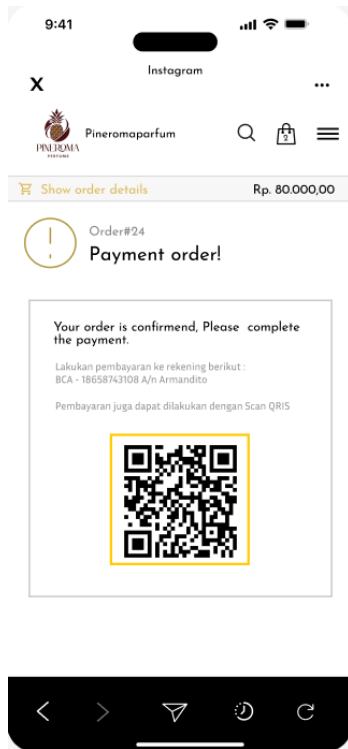 9:41
Instagram
X
...
PINEROMA
PERFUME
Pineromaparfum
2
Show order details
Rp. 80.000,00
Order#24
Payment order!
Your order is confirmend, Please complete
the payment.
Lakukan pembayaran ke rekening berikut :
BCA - 18658743108 A/n Armandito
Pembayaran juga dapat dilakukan dengan Scan QRIS